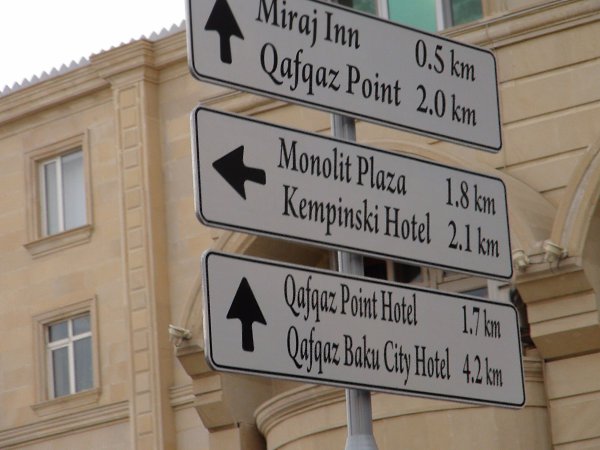 Miraj Inn 0.5 km
Qafqaz Point 2.0 km
Monolit Plaza 1.8 km
Kempinski Hotel 2.1 km
Qafqaz Point Hotel 1.7 km
Qafqaz Baku City Hotel 4.2 km